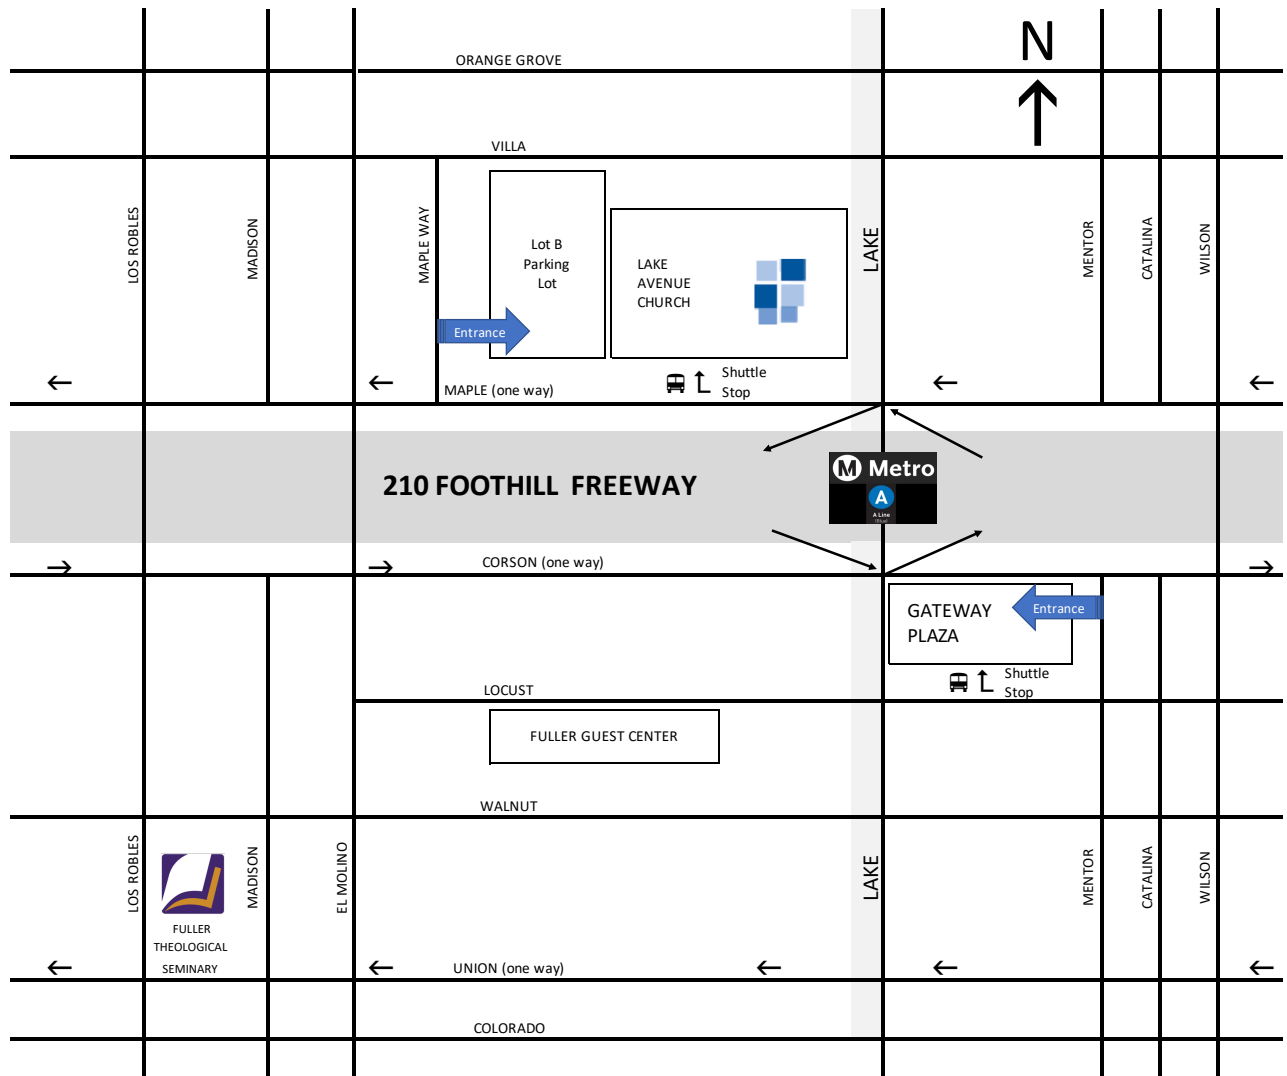 N
ORANGE GROVE
VILLA
LOS ROBLES
MADISON
MAPLE WAY
Lot B
Parking
Lot
LAKE
AVENUE
CHURCH
LAKE
MENTOR
CATALINA
WILSON
Entrance
MAPLE (one way)
Shuttle
Stop
210 FOOTHILL FREEWAY
M Metro
A
A Line
(Blue)
CORSON (one way)
GATEWAY
PLAZA
Entrance
Shuttle
Stop
LOCUST
FULLER GUEST CENTER
WALNUT
LOS ROBLES
MADISON
EL MOLINO
LAKE
MENTOR
CATALINA
WILSON
FULLER
THEOLOGICAL
SEMINARY
UNION (one way)
COLORADO